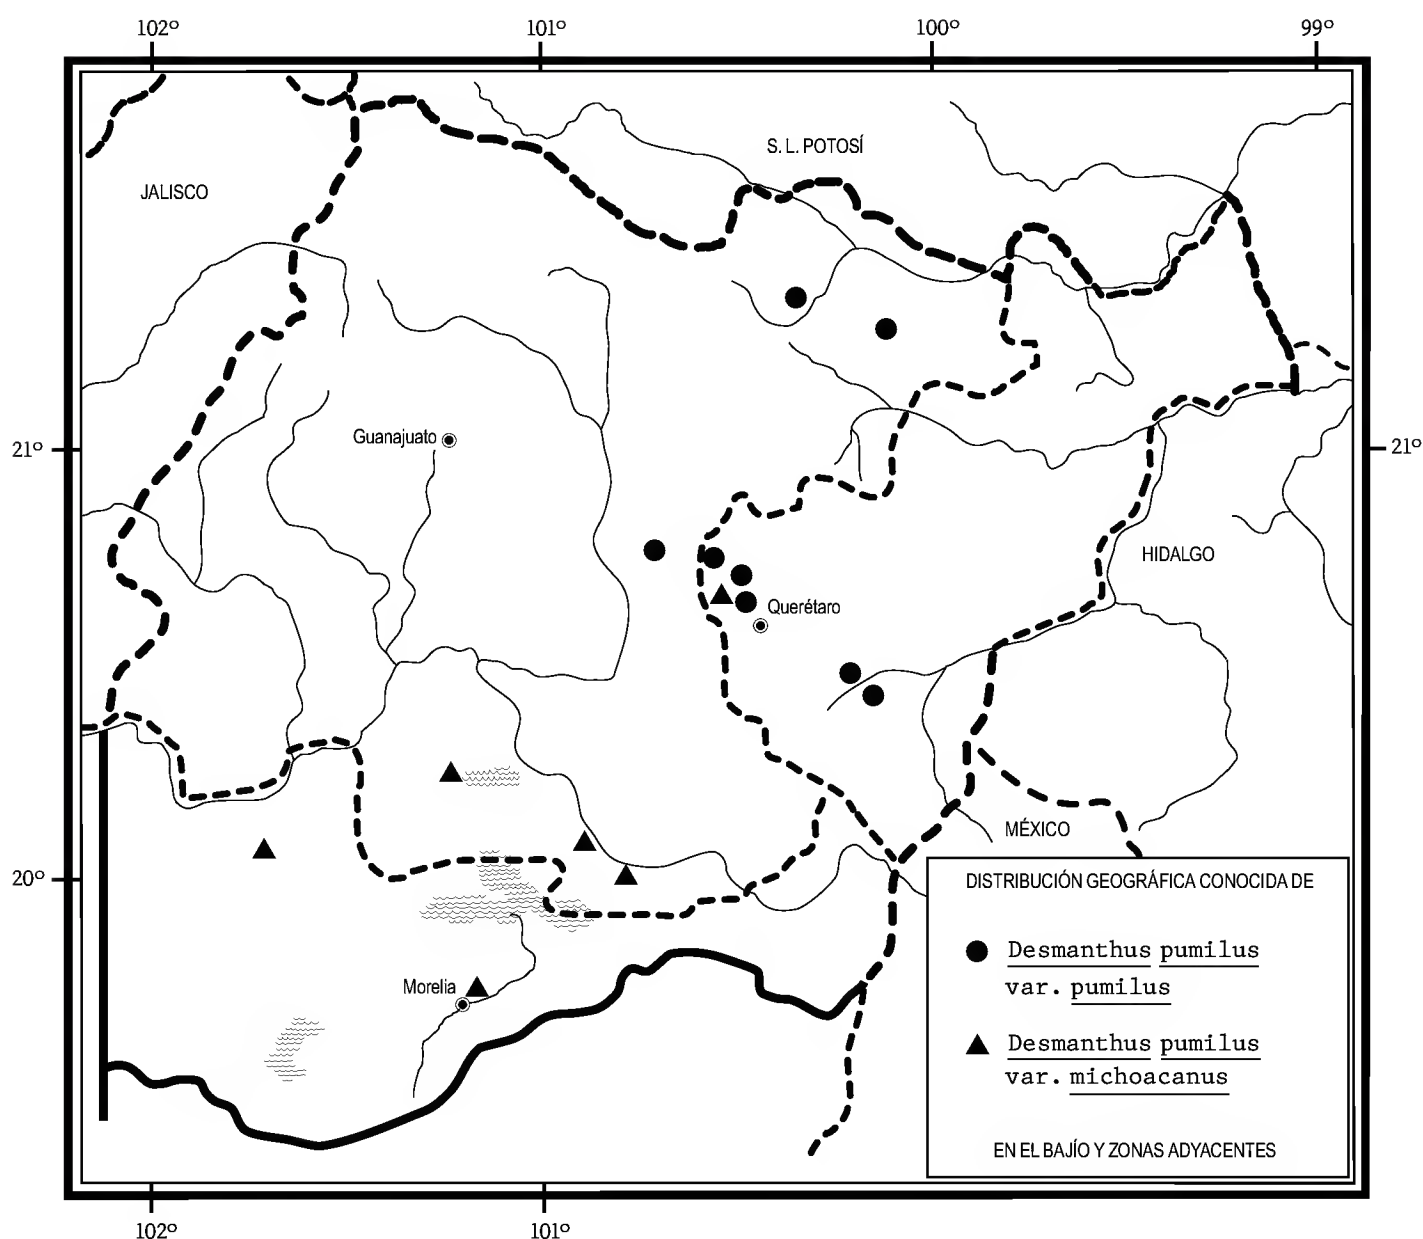 102º 101º 100º 99º
S. L. POTOSÍ
JALISCO
Guanajuato
21º 21º
HIDALGO
Querétaro
MÉXICO
20º
DISTRIBUCIÓN GEOGRÁFICA CONOCIDA DE
Desmanthus pumilus
var. pumilus
Morelia
Desmanthus pumilus
var. michoacanus
EN EL BAJÍO Y ZONAS ADYACENTES
102º 101º